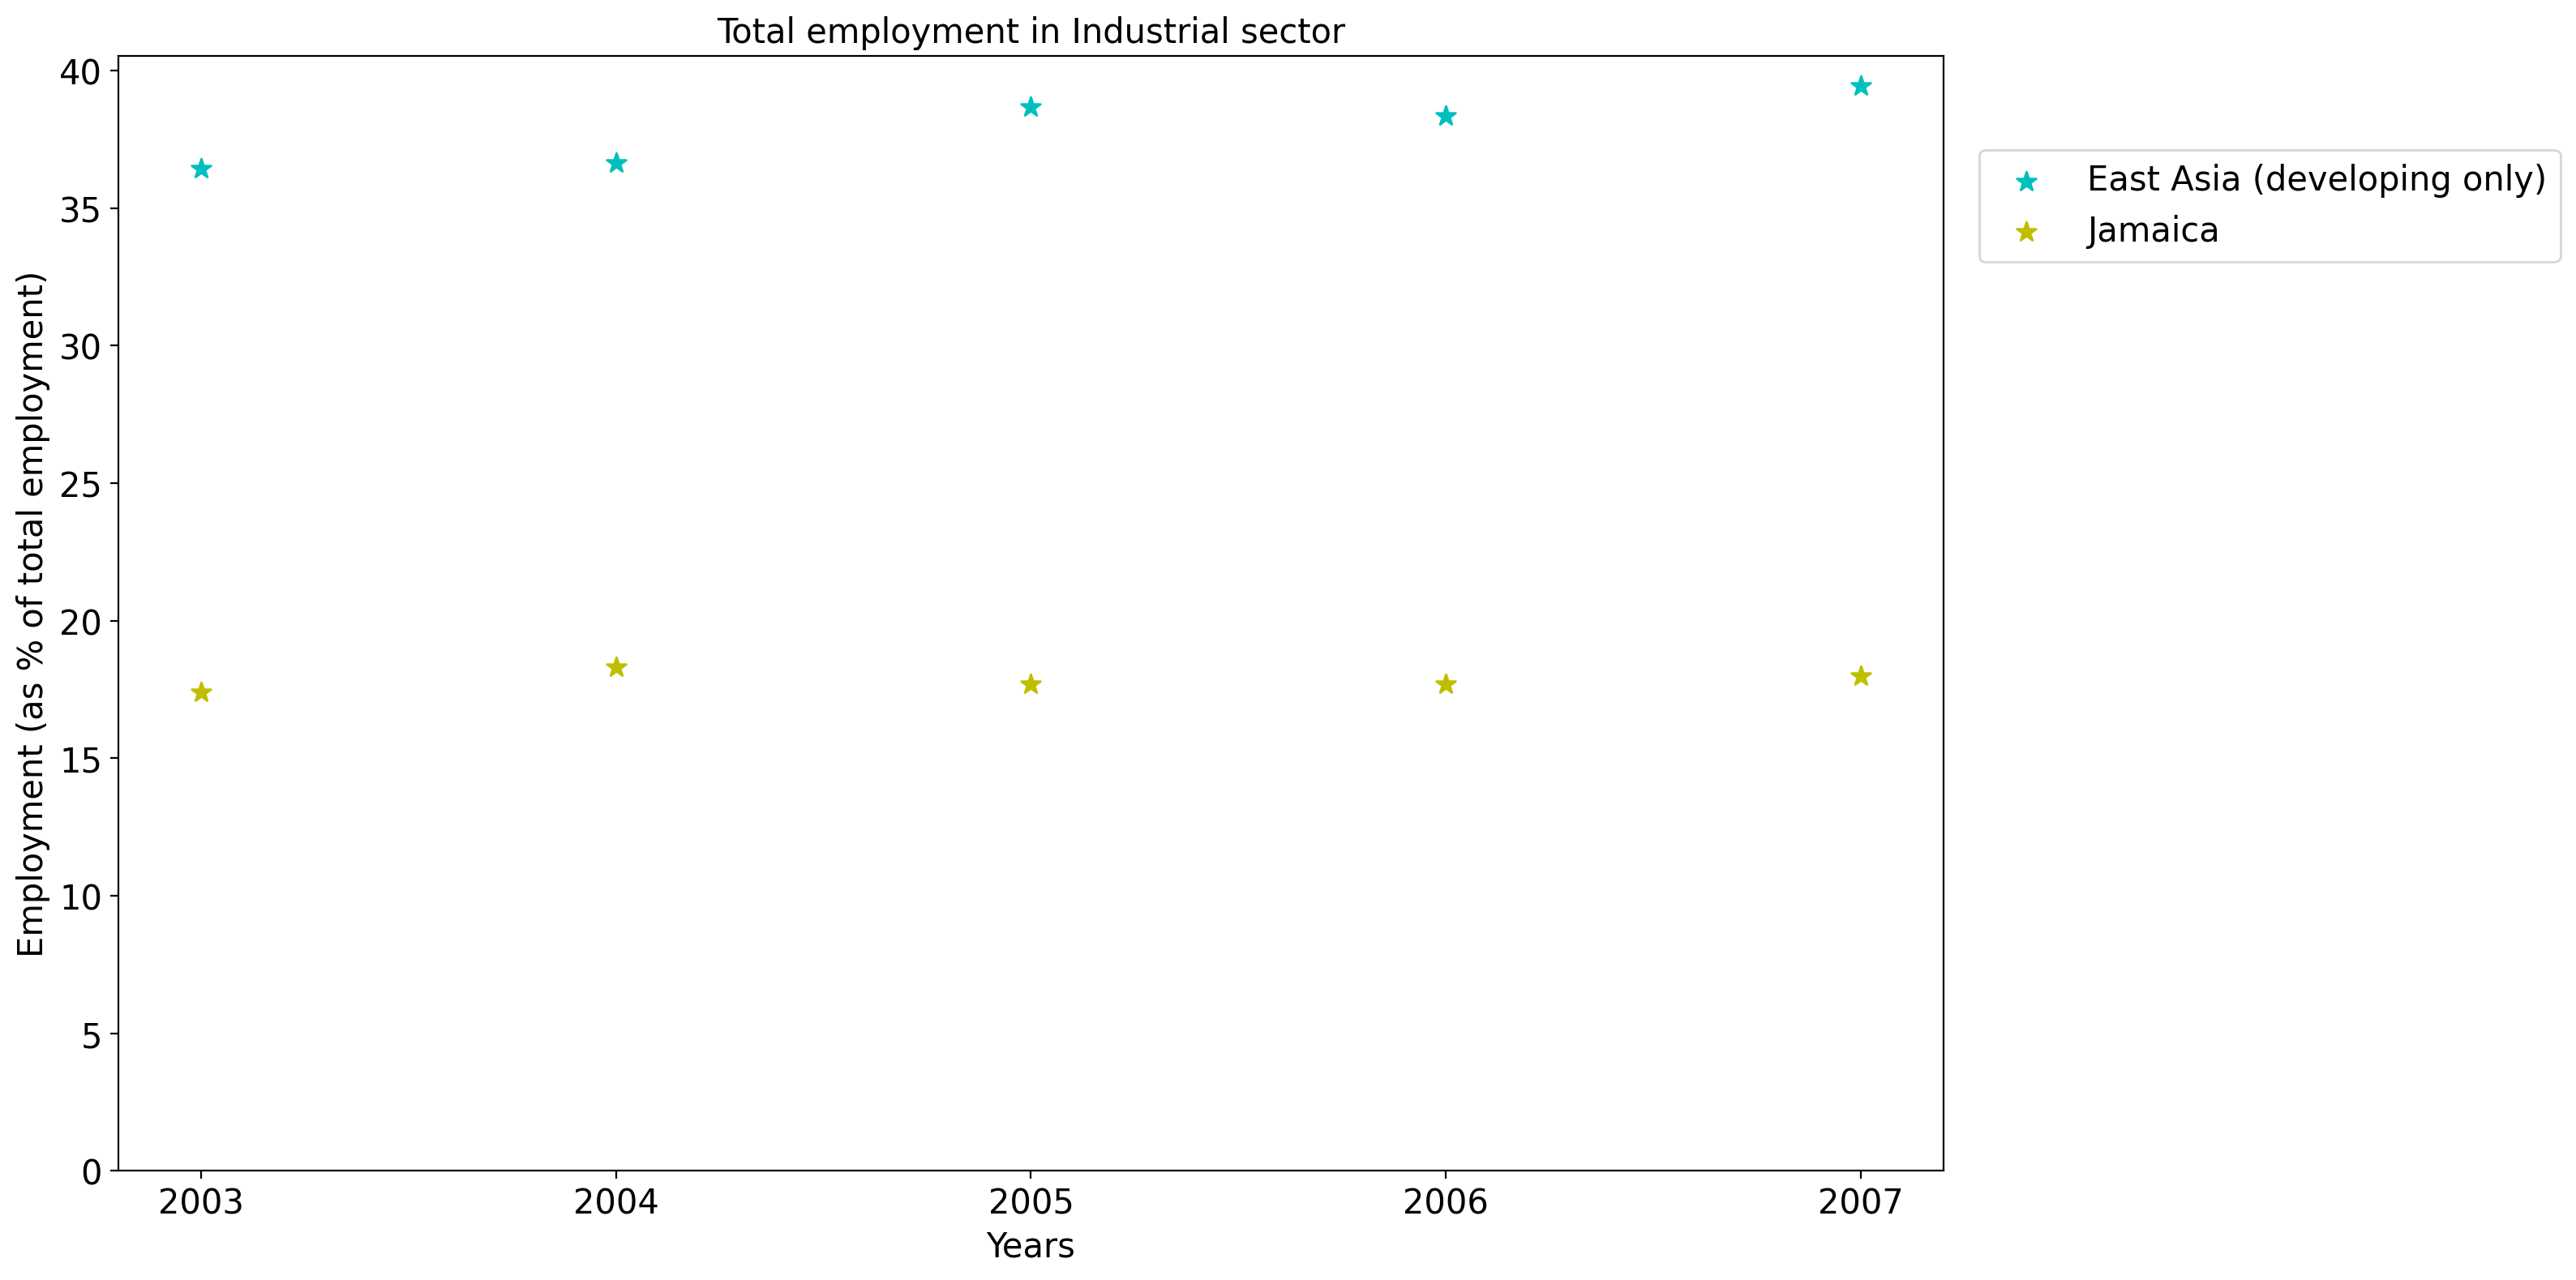 Total employment in Industrial sector
40
35
30
25
20
15
10
5
0
Employment (as % of total employment)
2003 2004 2005 2006 2007
Years
East Asia (developing only)
Jamaica